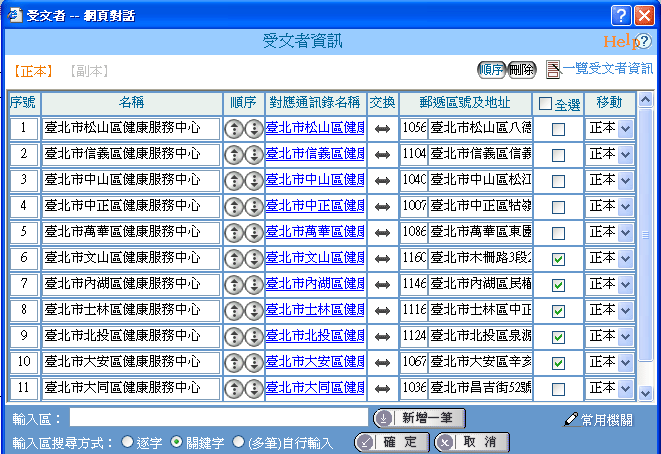 受文者 -- 網頁對話
受文者資訊
Help?
【正本】 【副本】 順序 刪除 一覽受文者資訊
序號 名稱 順序 對應通訊錄名稱 交換 郵遞區號及地址 全選 移動
1 臺北市松山區健康服務中心 臺北市松山區健 1056 臺北市松山區八德 正本
2 臺北市信義區健康服務中心 臺北市信義區健 1104 臺北市信義區信義 正本
3 臺北市中山區健康服務中心 臺北市中山區健 1040 臺北市中山區松江 正本
4 臺北市中正區健康服務中心 臺北市中正區健 1007 臺北市中正區牯嶺 正本
5 臺北市萬華區健康服務中心 臺北市萬華區健 1086 臺北市萬華區東園 正本
6 臺北市文山區健康服務中心 臺北市文山區健 1160 臺北市木柵路3段2 正本
7 臺北市內湖區健康服務中心 臺北市內湖區健 1146 臺北市內湖區民權 正本
8 臺北市士林區健康服務中心 臺北市士林區健 1116 臺北市士林區中正 正本
9 臺北市北投區健康服務中心 臺北市北投區健 1124 臺北市北投區泉源 正本
10 臺北市大安區健康服務中心 臺北市大安區健 1067 臺北市大安區辛亥 正本
11 臺北市大同區健康服務中心 臺北市大同區健 1036 臺北市昌吉街52號 正本
輸入區： 新增一筆 常用機關
輸入區搜尋方式： 逐字 關鍵字 (多筆)自行輸入 確定 取消